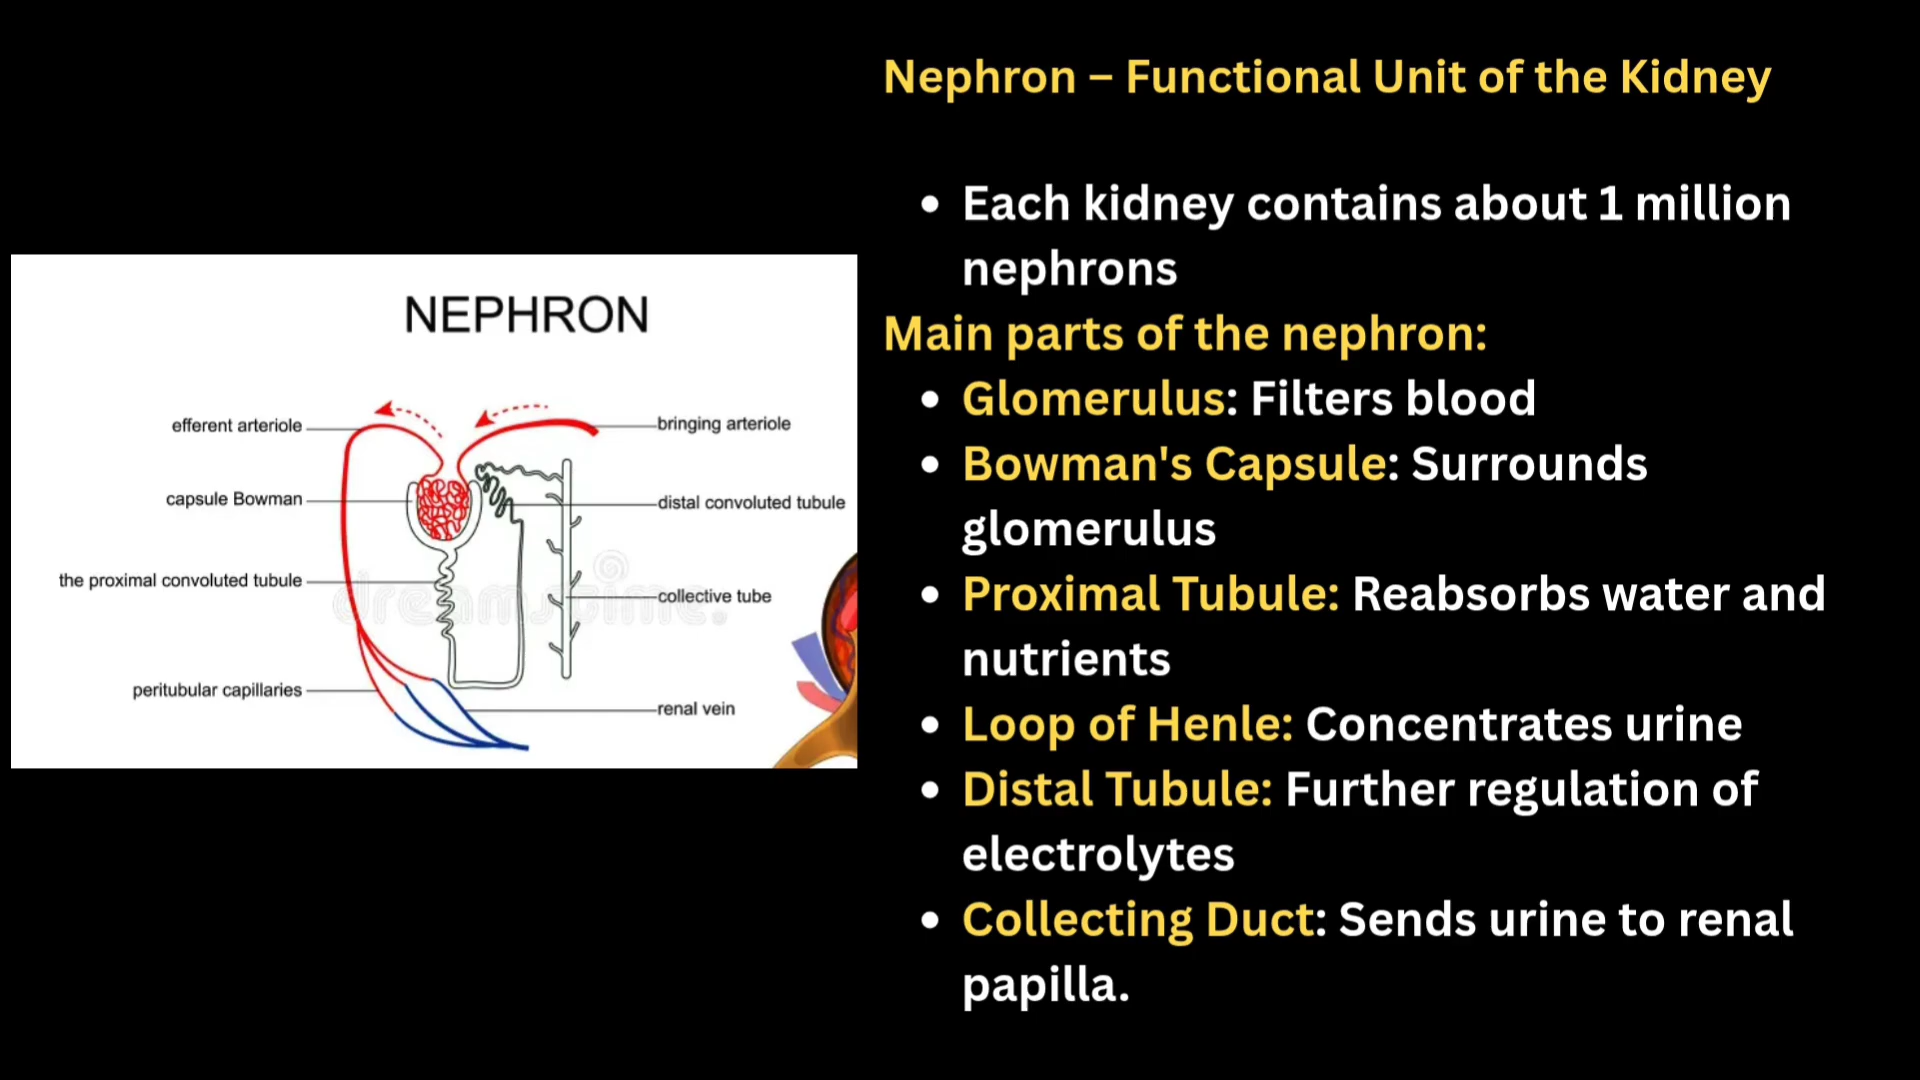 Nephron – Functional Unit of the Kidney
• Each kidney contains about 1 million
nephrons
Main parts of the nephron:
• Glomerulus: Filters blood
• Bowman's Capsule: Surrounds
glomerulus
• Proximal Tubule: Reabsorbs water and
nutrients
• Loop of Henle: Concentrates urine
• Distal Tubule: Further regulation of
electrolytes
• Collecting Duct: Sends urine to renal
papilla.
NEPHRON
efferent arteriole
bringing arteriole
capsule Bowman
distal convoluted tubule
the proximal convoluted tubule
collective tube
peritubular capillaries
renal vein
dreamstime.